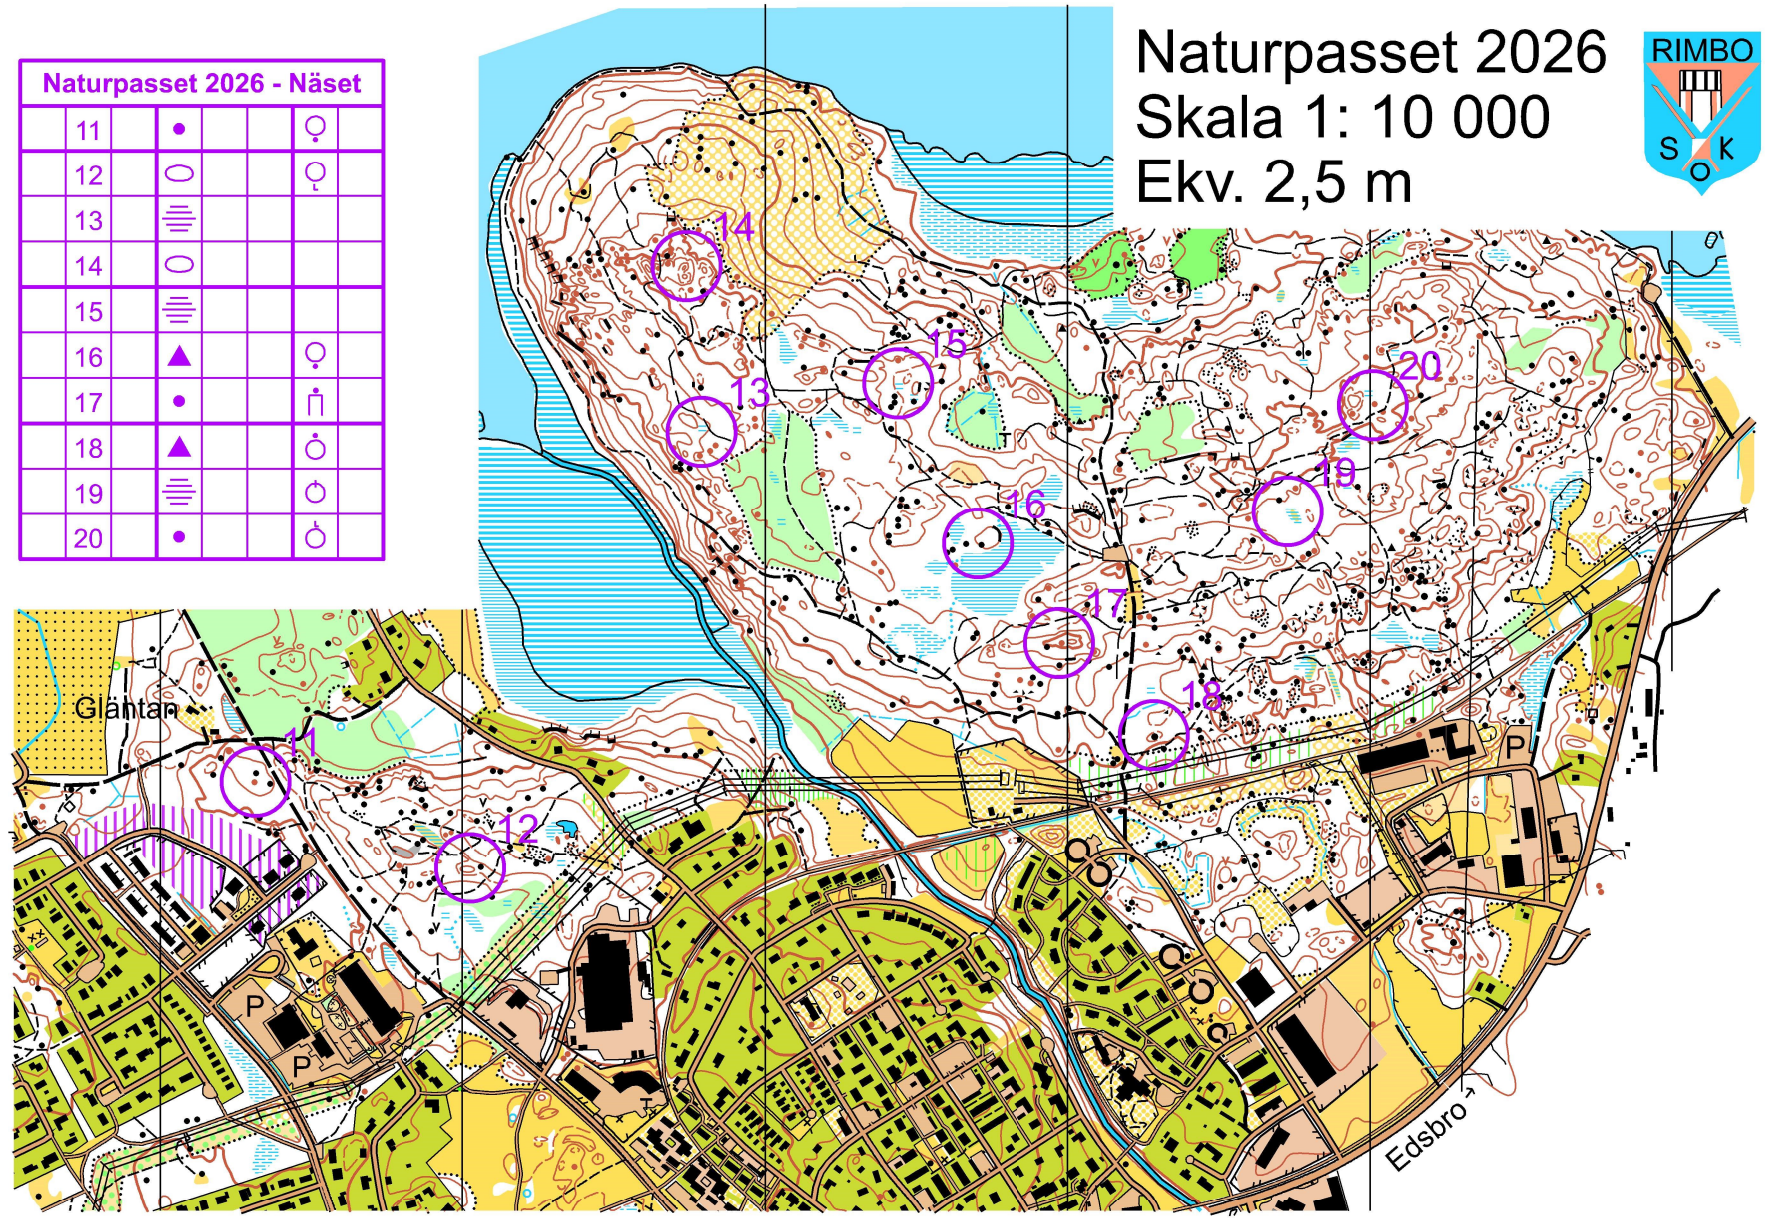 Naturpasset 2026
Skala 1: 10 000
Ekv. 2,5 m
RIMBO
S K
O
Naturpasset 2026 - Näset
11
12
13
14
15
16
17
18
19
20
14
15
13
20
19
16
17
18
Gläntan
11
12
P
P
P
Edsbro